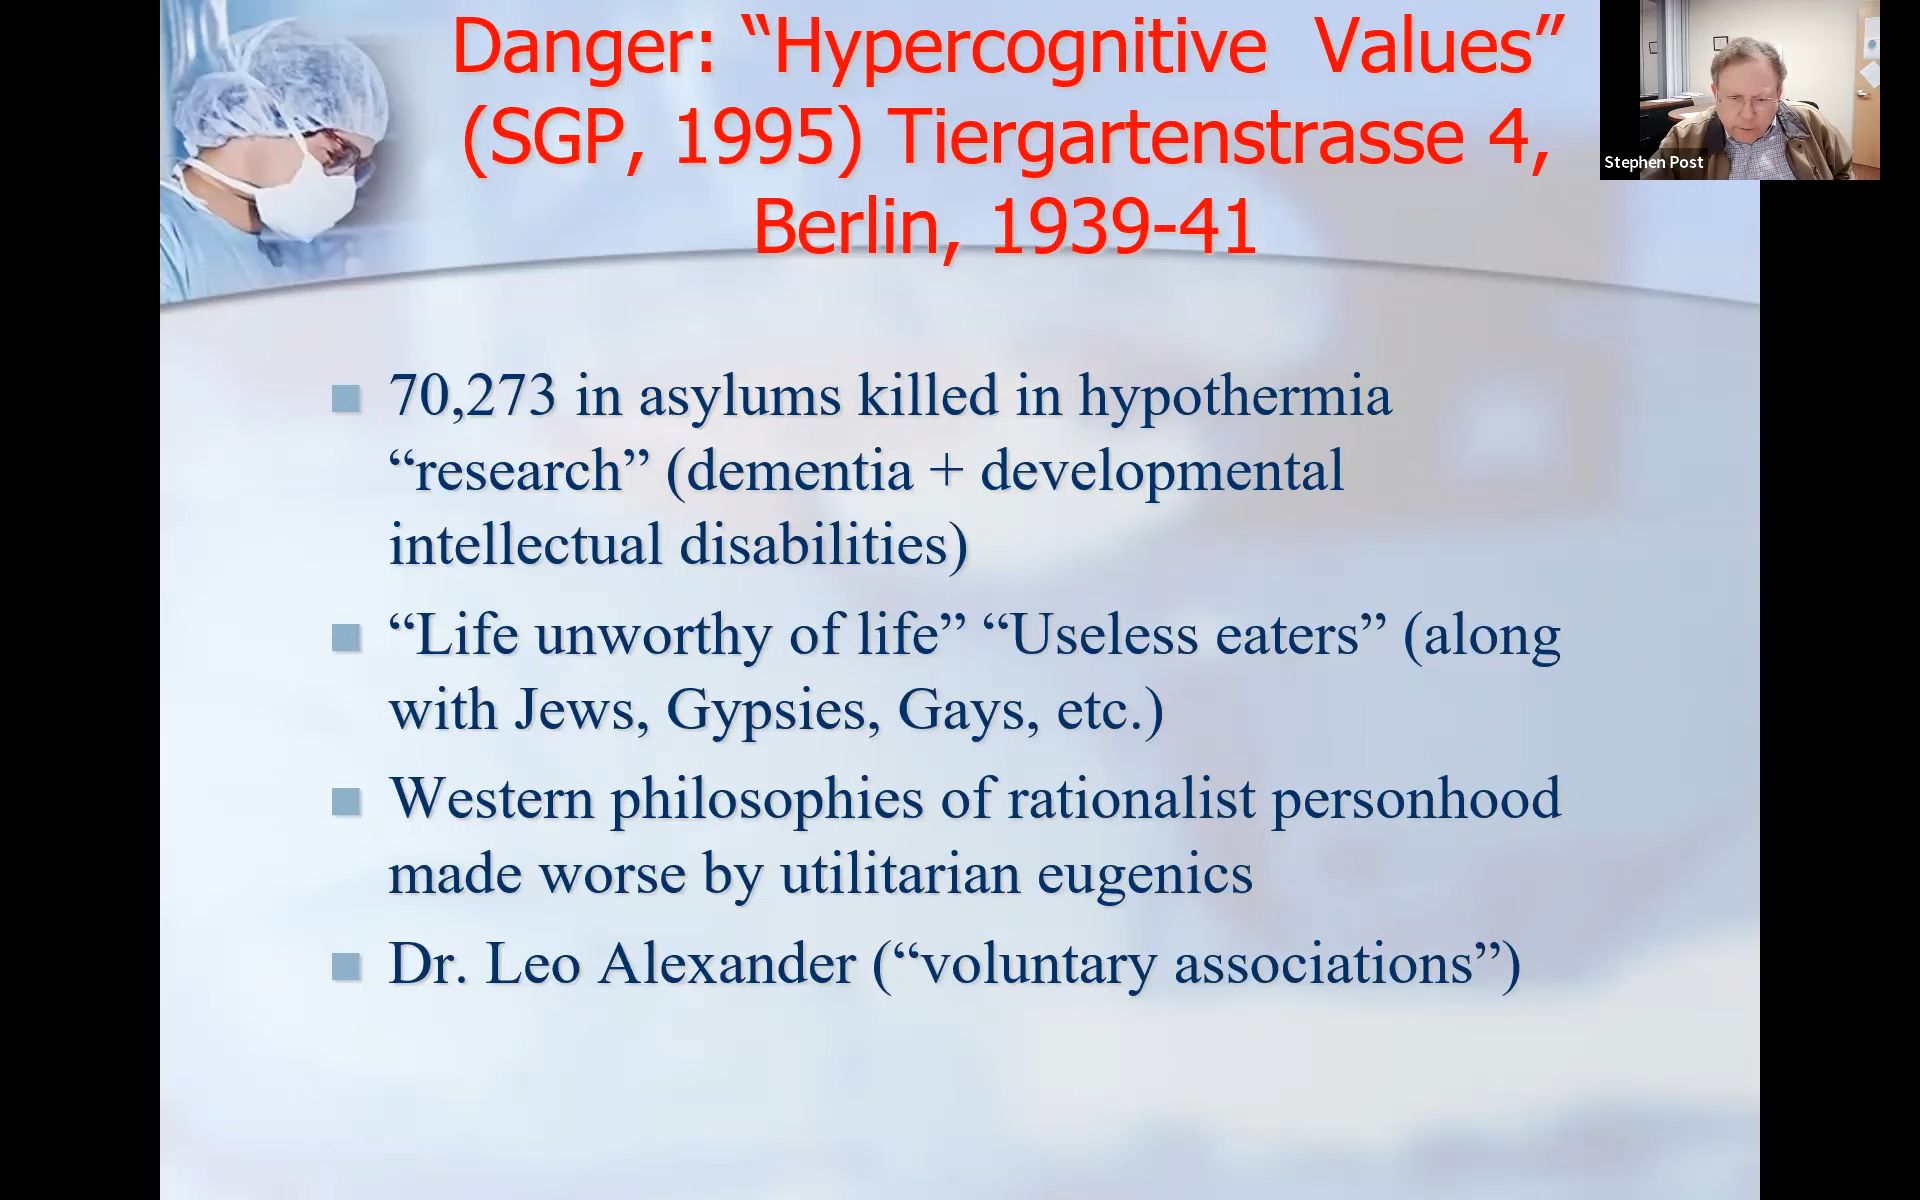 Danger: “Hypercognitive Values”
(SGP, 1995) Tiergartenstrasse 4,
Berlin, 1939-41
Stephen Post
70,273 in asylums killed in hypothermia
“research” (dementia + developmental
intellectual disabilities)
“Life unworthy of life” “Useless eaters” (along
with Jews, Gypsies, Gays, etc.)
Western philosophies of rationalist personhood
made worse by utilitarian eugenics
Dr. Leo Alexander (“voluntary associations”)